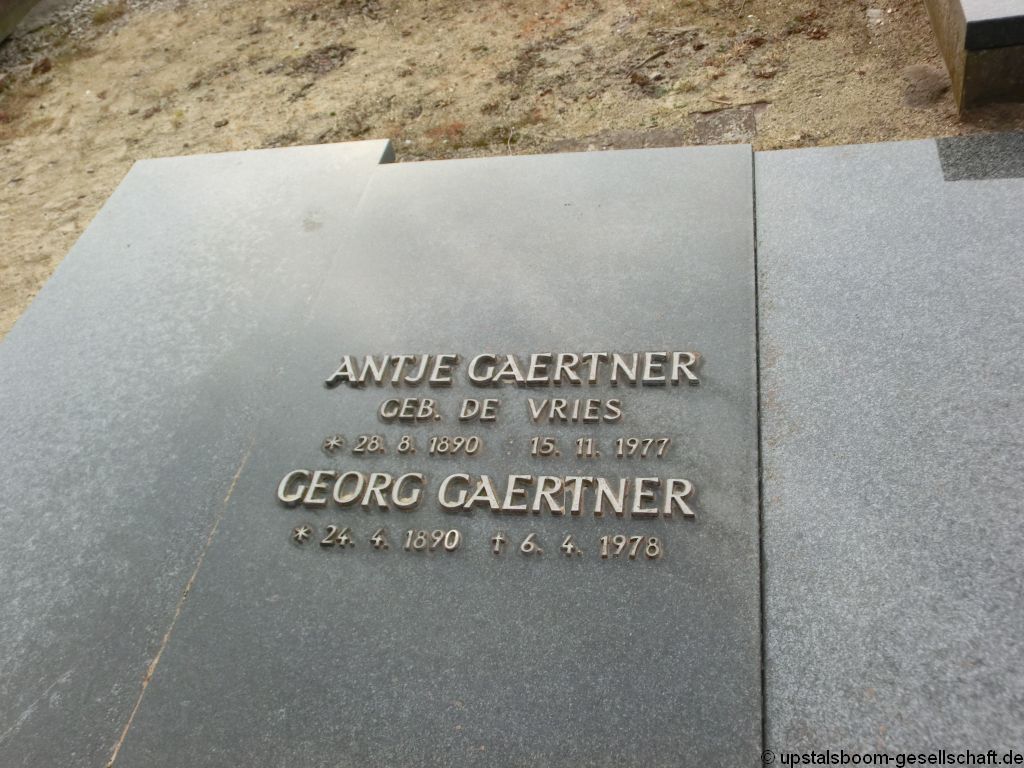 ANTJE GAERTNER
GEB. DE VRIES
* 28. 8. 1890 15. 11. 1977
GEORG GAERTNER
* 24. 4. 1890 † 6. 4. 1978
© upstalsboom-gesellschaft.de